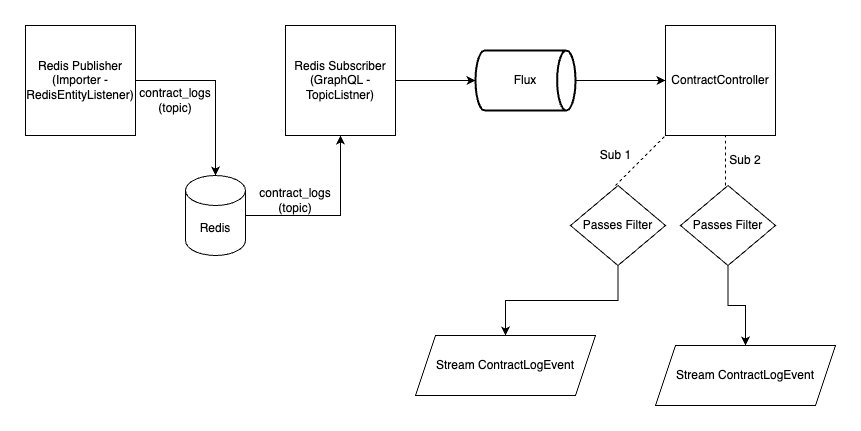 Redis Publisher
(Importer -
RedisEntityListener)
contract_logs
(topic)
Redis
contract_logs
(topic)
Redis Subscriber
(GraphQL -
TopicListner)
Flux
ContractController
Sub 1
Sub 2
Passes Filter
Passes Filter
Stream ContractLogEvent
Stream ContractLogEvent